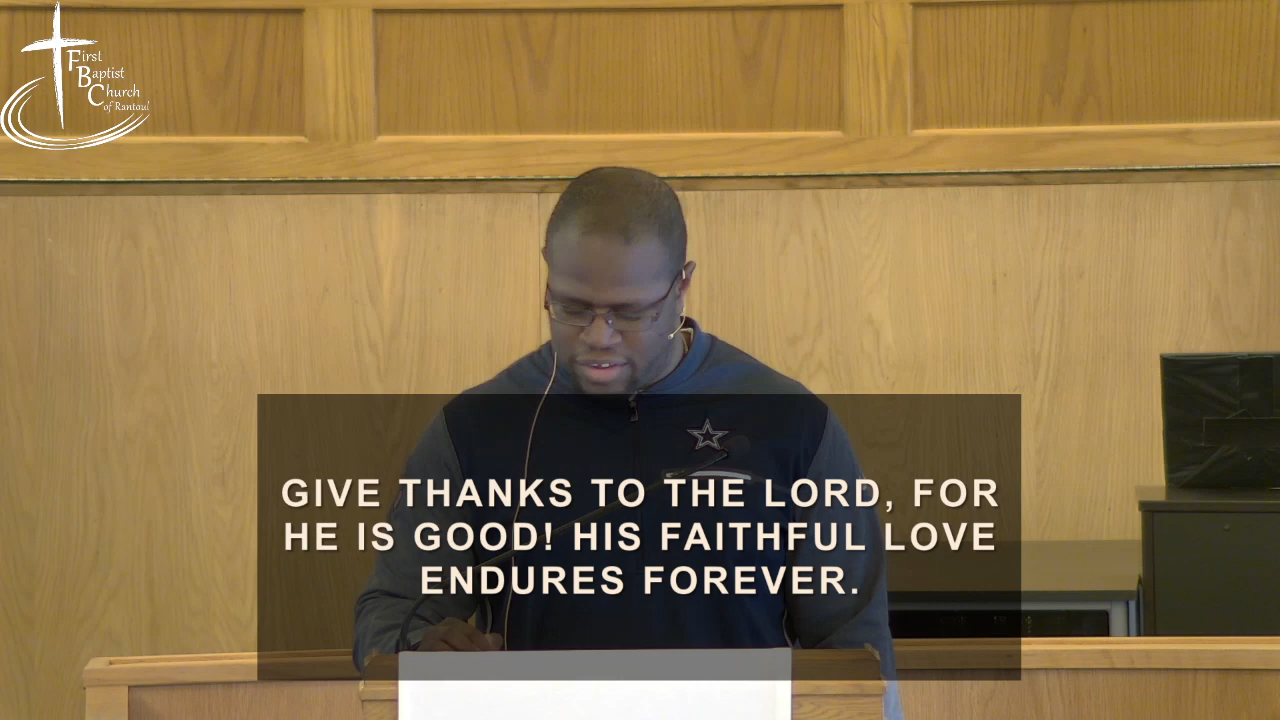 First
Baptist
Church
of Rantoul
GIVE THANKS TO THE LORD, FOR
HE IS GOOD! HIS FAITHFUL LOVE
ENDURES FOREVER.